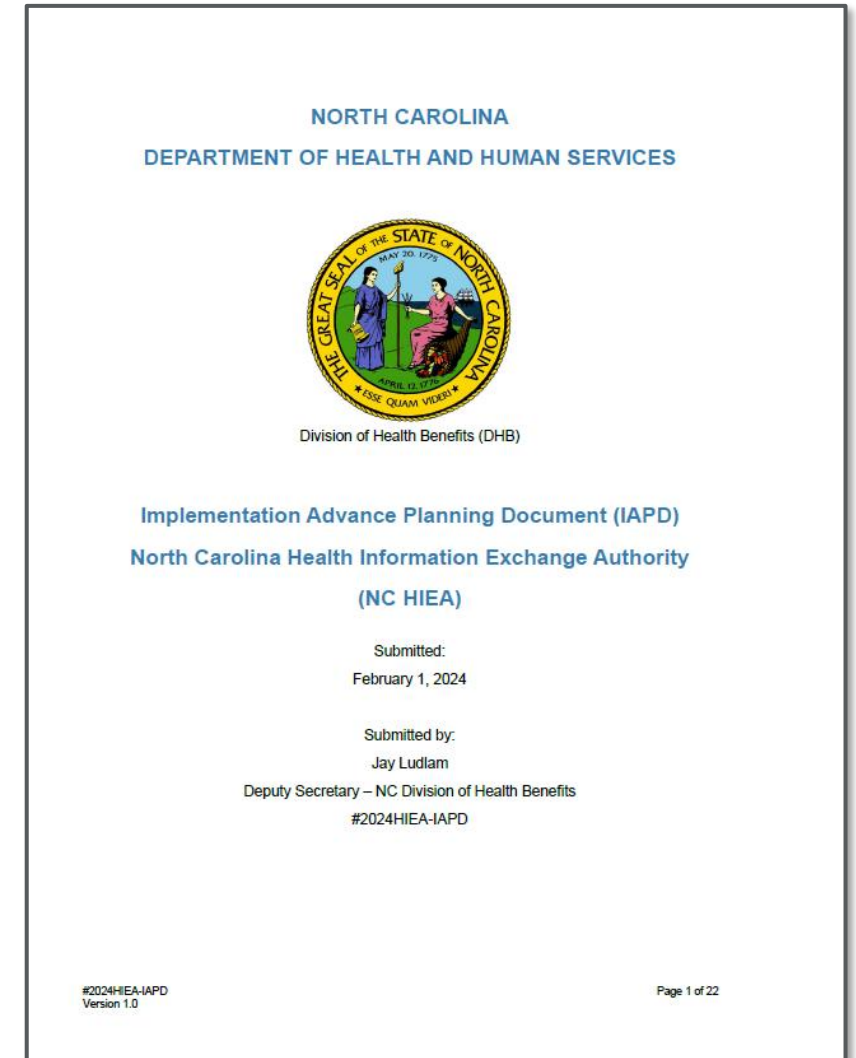 NORTH CAROLINA
DEPARTMENT OF HEALTH AND HUMAN SERVICES
THE GREAT SEAL OF THE STATE OF NORTH CAROLINA
MAY 20. 1775
APRIL 12. 1776
★ ESSE QUAM VIDERI ★
Division of Health Benefits (DHB)
Implementation Advance Planning Document (IAPD)
North Carolina Health Information Exchange Authority
(NC HIEA)
Submitted:
February 1, 2024
Submitted by:
Jay Ludlam
Deputy Secretary – NC Division of Health Benefits
#2024HIEA-IAPD
#2024HIEA-IAPD
Version 1.0
Page 1 of 22